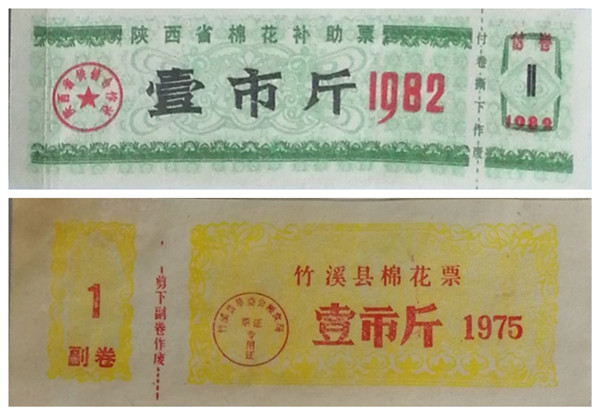 陕西省棉花补助票
壹市斤 1982
付卷撕下作废
付卷
1
1982
竹溪县棉花票
壹市斤 1975
剪下副卷作废
1
副卷